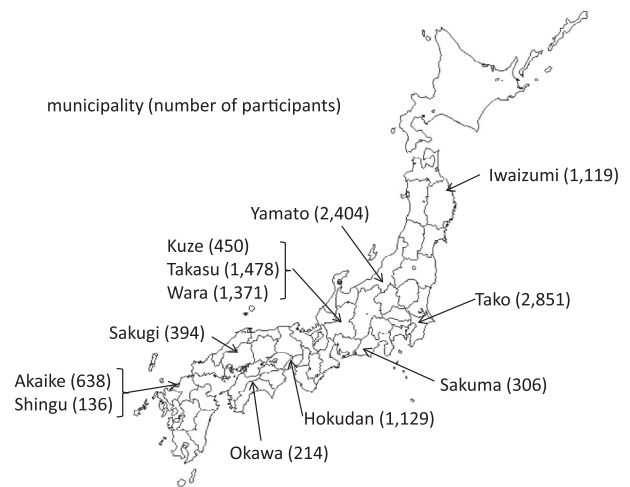 municipality (number of participants)
Iwaizumi (1,119)
Yamato (2,404)
Kuze (450)
Takasu (1,478)
Wara (1,371)
Tako (2,851)
Sakugi (394)
Akaike (638)
Shingu (136)
Sakuma (306)
Hokudan (1,129)
Okawa (214)